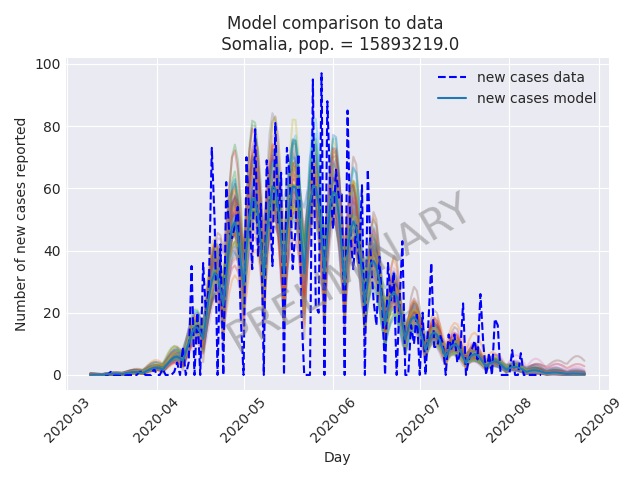 Model comparison to data
Somalia, pop. = 15893219.0
100
80
60
40
20
0
Number of new cases reported
new cases data
new cases model
PRELIMINARY
2020-03
2020-04
2020-05
2020-06
2020-07
2020-08
2020-09
Day